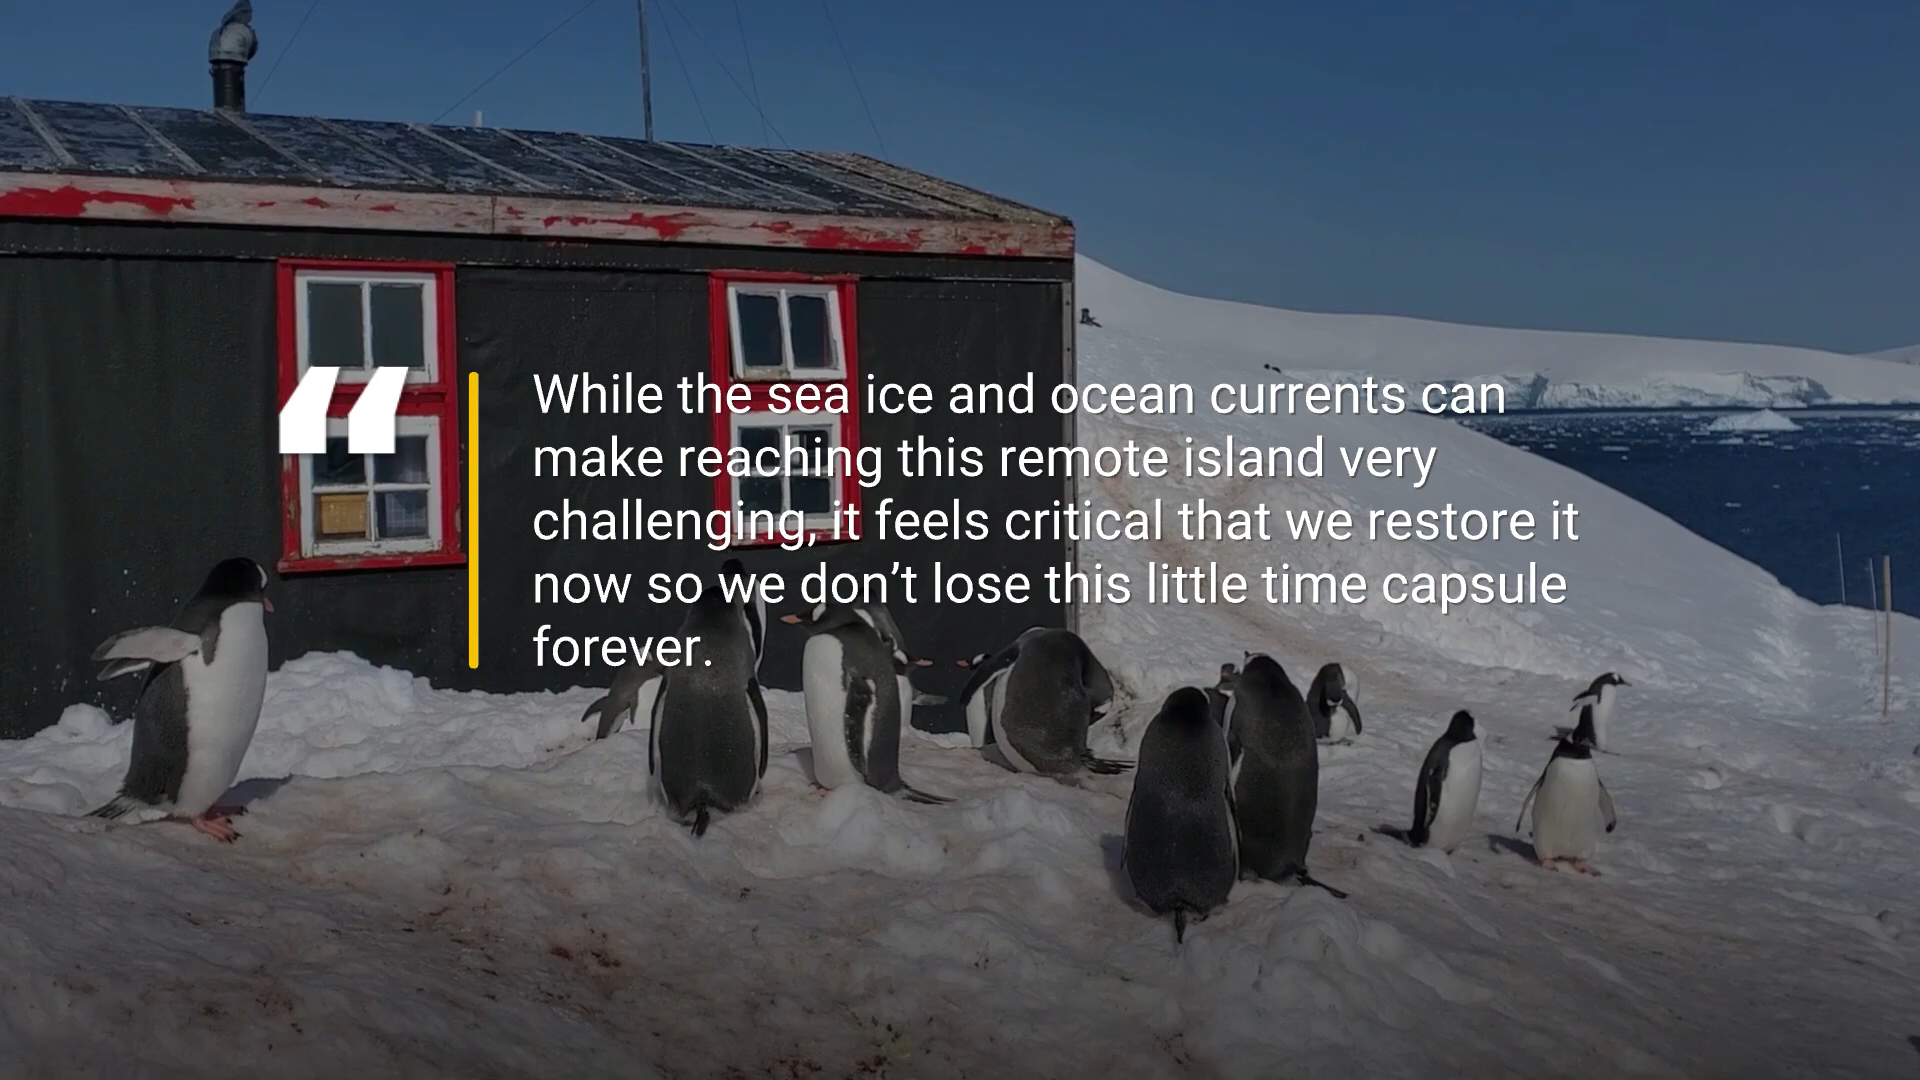 “
While the sea ice and ocean currents can
make reaching this remote island very
challenging, it feels critical that we restore it
now so we don’t lose this little time capsule
forever.